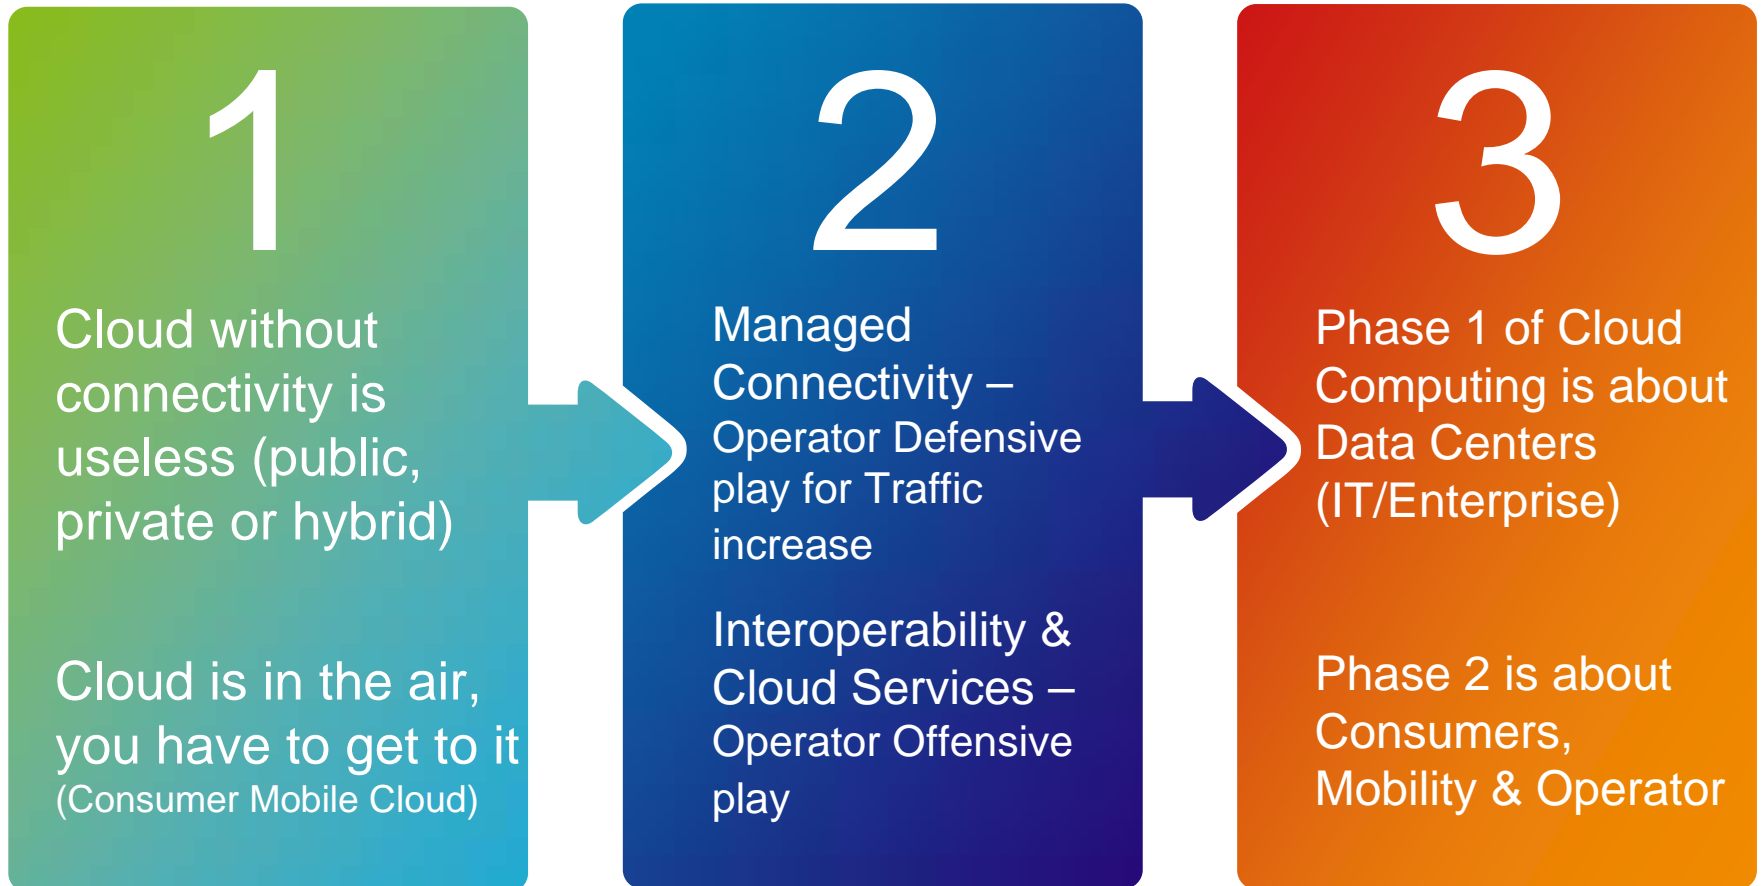 1
Cloud without
connectivity is
useless (public,
private or hybrid)
Cloud is in the air,
you have to get to it
(Consumer Mobile Cloud)
2
Managed
Connectivity –
Operator Defensive
play for Traffic
increase
Interoperability &
Cloud Services –
Operator Offensive
play
3
Phase 1 of Cloud
Computing is about
Data Centers
(IT/Enterprise)
Phase 2 is about
Consumers,
Mobility & Operator